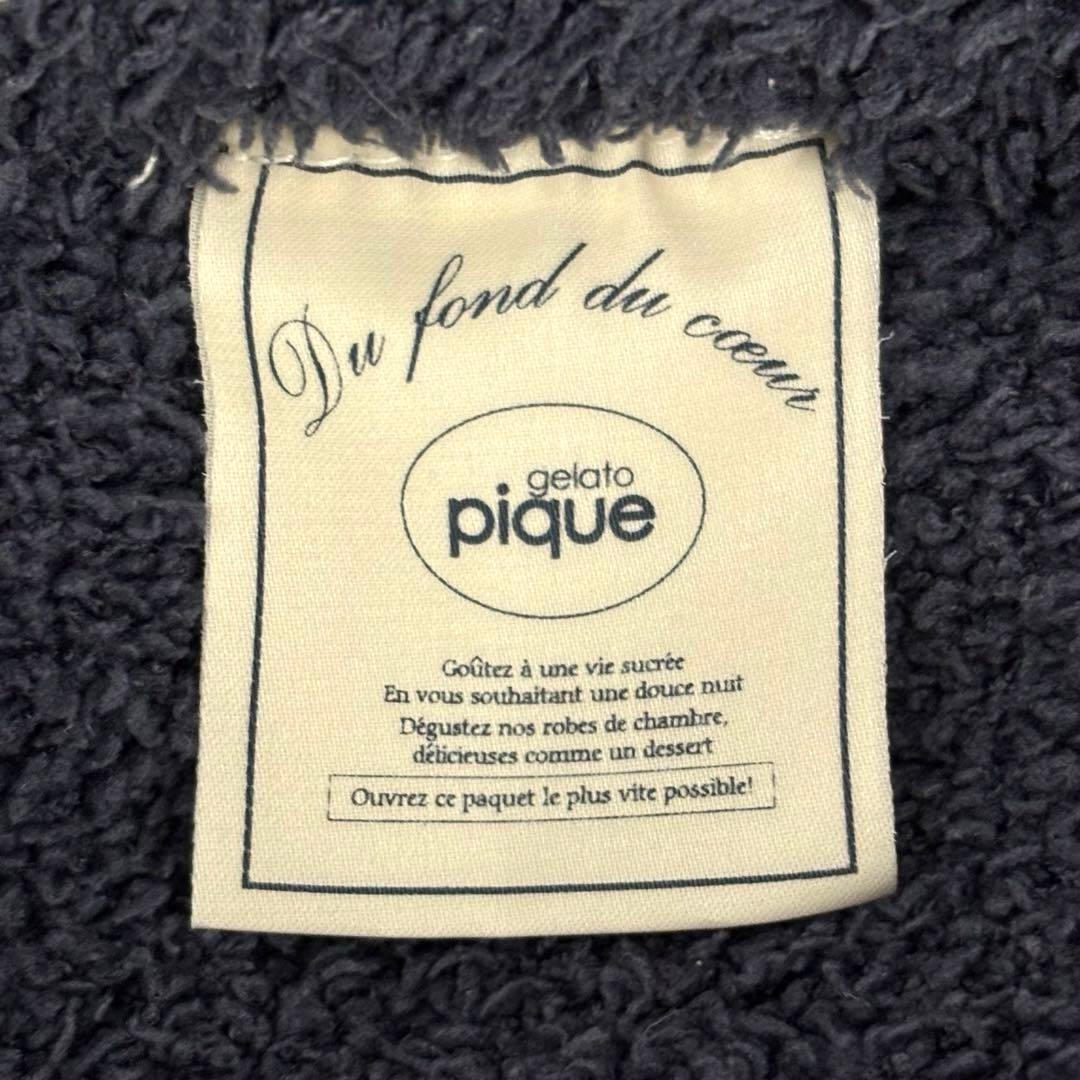 Du fond du cœur
gelato
pique
Goûtez à une vie sucrée
En vous souhaitant une douce nuit
Dégustez nos robes de chambre,
délicieuses comme un dessert
Ouvrez ce paquet le plus vite possible!